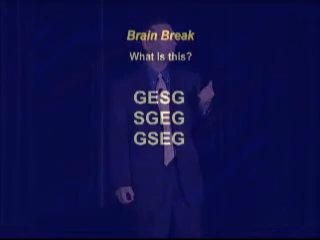 Brain Break
What is this?
GESG
SGEG
GSEG